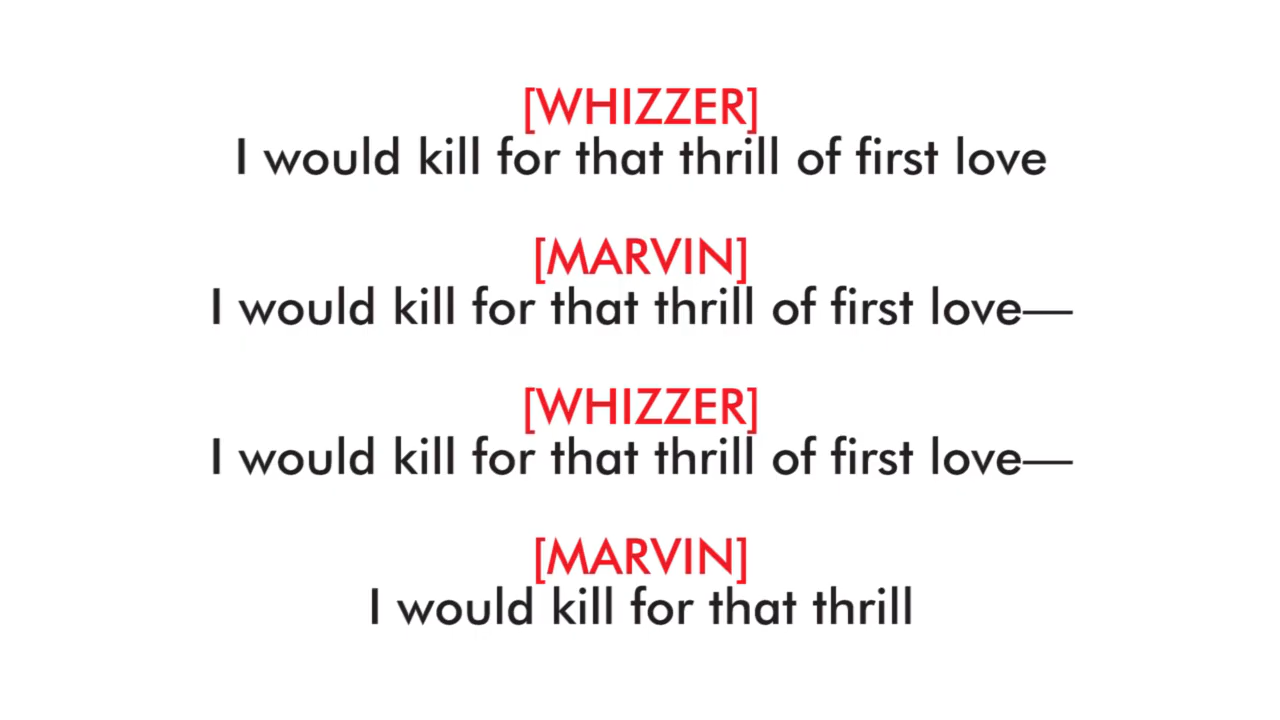 [WHIZZER]
I would kill for that thrill of first love
[MARVIN]
I would kill for that thrill of first love—
[WHIZZER]
I would kill for that thrill of first love—
[MARVIN]
I would kill for that thrill